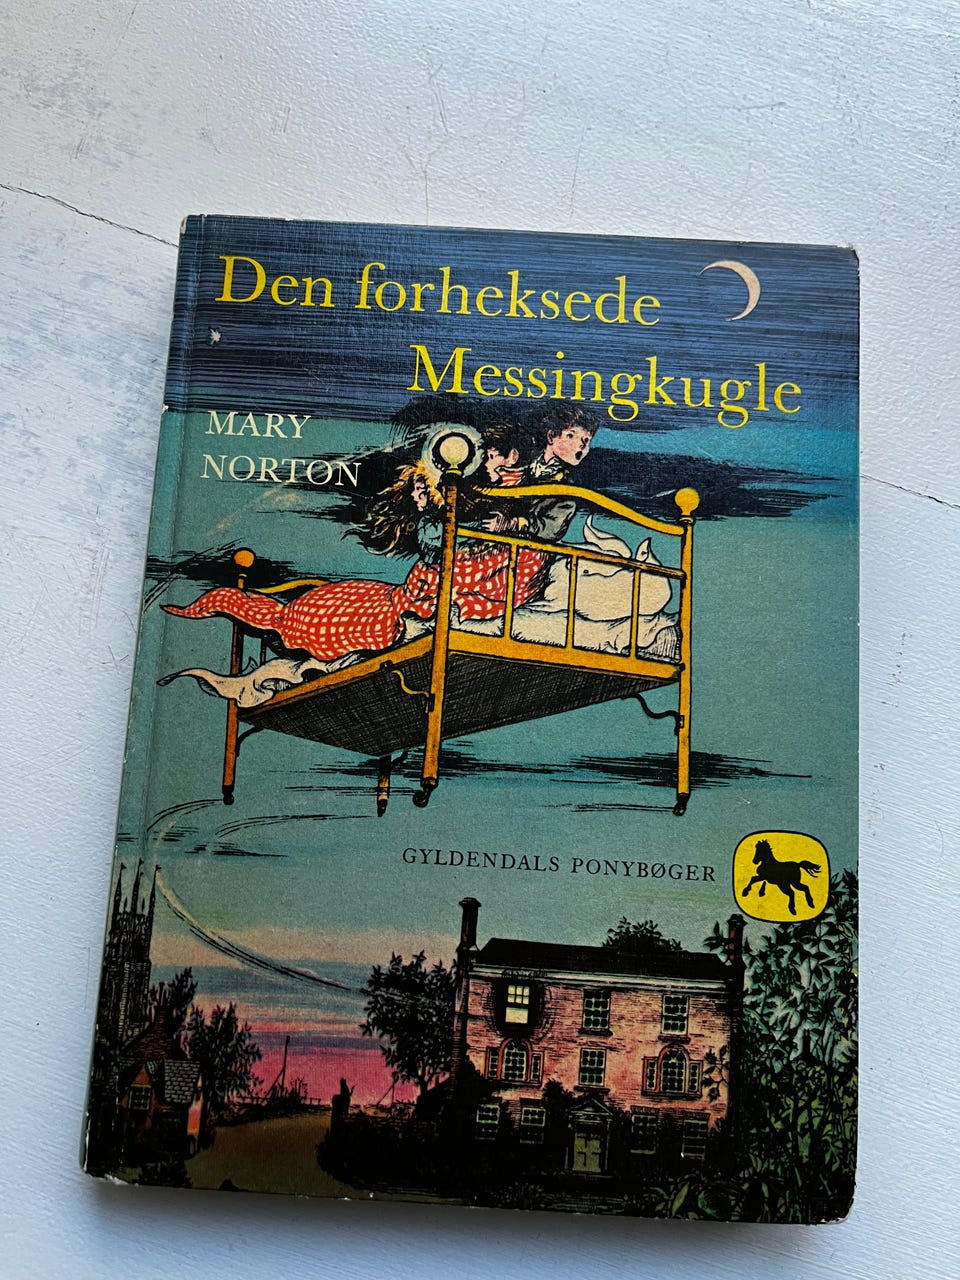 Den forheksede
Messingkugle
MARY
NORTON
GYLDENDALS PONYBØGER